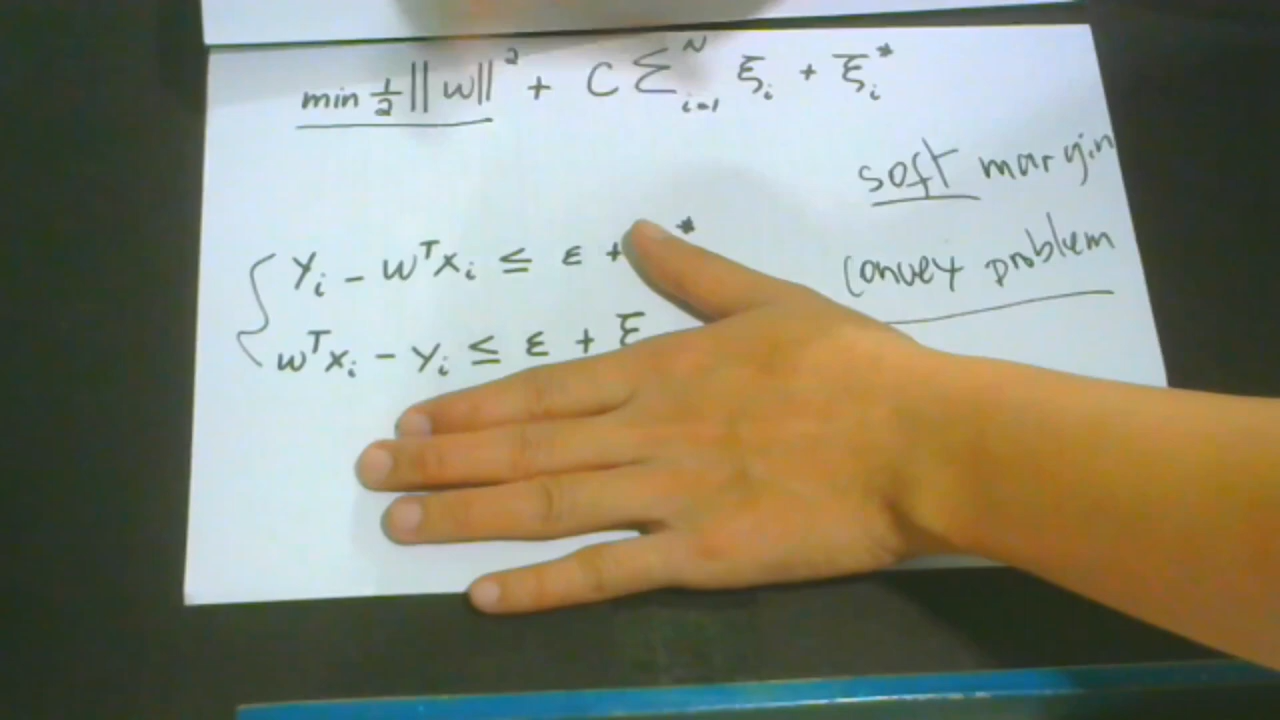 min ½||w||² + C Σᵢ₌₁ᴺ ξᵢ + ξᵢ*
soft margin
yᵢ - wᵀxᵢ ≤ ε + *
convex problem
wᵀxᵢ - yᵢ ≤ ε + ξ